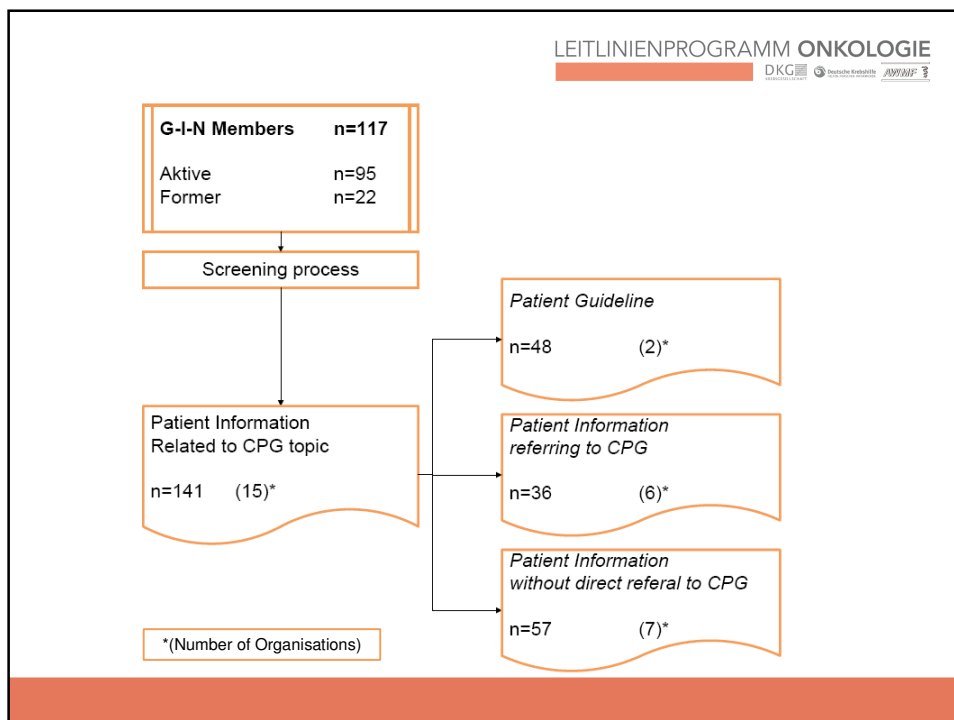 LEITLINIENPROGRAMM ONKOLOGIE
DKG Deutsche Krebshilfe AWMF
G-I-N Members n=117
Aktive n=95
Former n=22
Screening process
Patient Information
Related to CPG topic
n=141 (15)*
Patient Guideline
n=48 (2)*
Patient Information
referring to CPG
n=36 (6)*
Patient Information
without direct referal to CPG
n=57 (7)*
*(Number of Organisations)